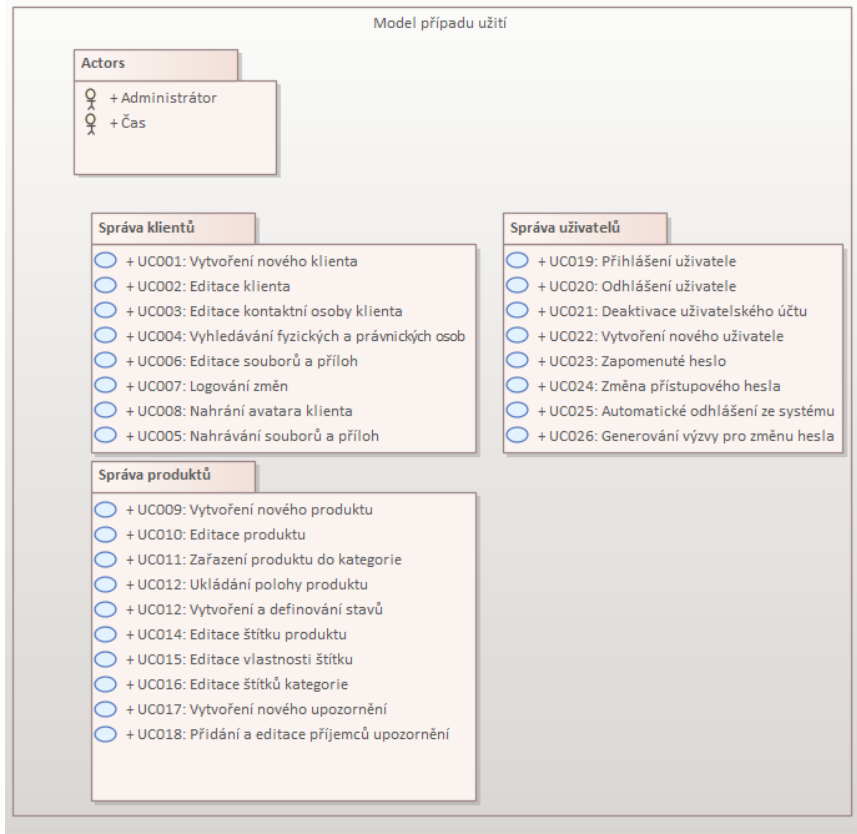 Model případu užití
Actors
+ Administrátor
+ Čas
Správa klientů
+ UC001: Vytvoření nového klienta
+ UC002: Editace klienta
+ UC003: Editace kontaktní osoby klienta
+ UC004: Vyhledávání fyzických a právnických osob
+ UC006: Editace souborů a příloh
+ UC007: Logování změn
+ UC008: Nahrání avatara klienta
+ UC005: Nahrávání souborů a příloh
Správa uživatelů
+ UC019: Přihlášení uživatele
+ UC020: Odhlášení uživatele
+ UC021: Deaktivace uživatelského účtu
+ UC022: Vytvoření nového uživatele
+ UC023: Zapomenuté heslo
+ UC024: Změna přístupového hesla
+ UC025: Automatické odhlášení ze systému
+ UC026: Generování výzvy pro změnu hesla
Správa produktů
+ UC009: Vytvoření nového produktu
+ UC010: Editace produktu
+ UC011: Zařazení produktu do kategorie
+ UC012: Ukládání polohy produktu
+ UC012: Vytvoření a definování stavů
+ UC014: Editace štítku produktu
+ UC015: Editace vlastnosti štítku
+ UC016: Editace štítků kategorie
+ UC017: Vytvoření nového upozornění
+ UC018: Přidání a editace příjemců upozornění